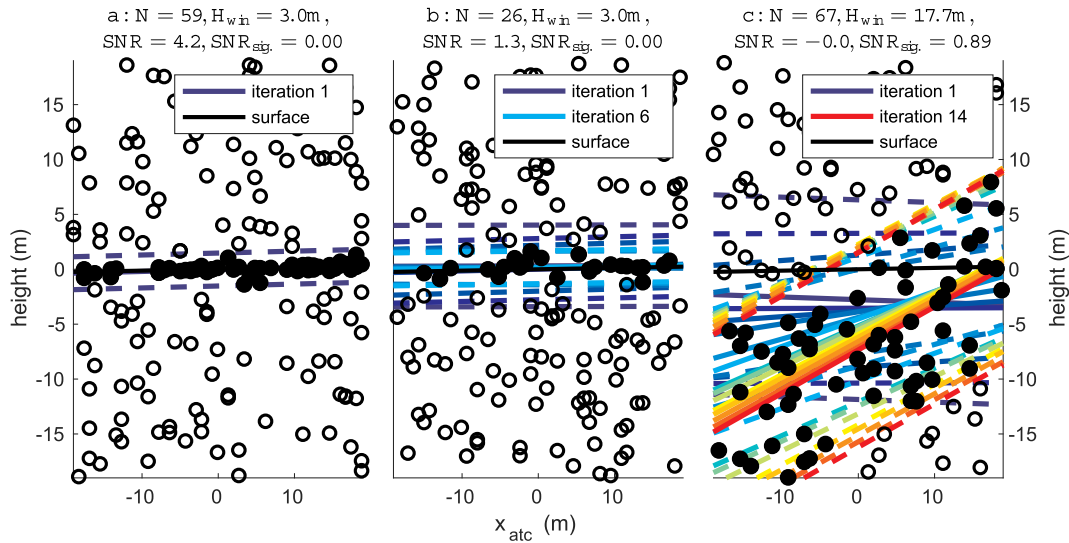 a: N = 59, H_win = 3.0m,
SNR = 4.2, SNR_sig. = 0.00
b: N = 26, H_win = 3.0m,
SNR = 1.3, SNR_sig. = 0.00
c: N = 67, H_win = 17.7m,
SNR = −0.0, SNR_sig. = 0.89
iteration 1
surface
iteration 1
iteration 6
surface
iteration 1
iteration 14
surface
height (m)
15
10
5
0
-5
-10
-15
15
10
5
0
-5
-10
-15
height (m)
-10 0 10
-10 0 10
-10 0 10
x_atc (m)